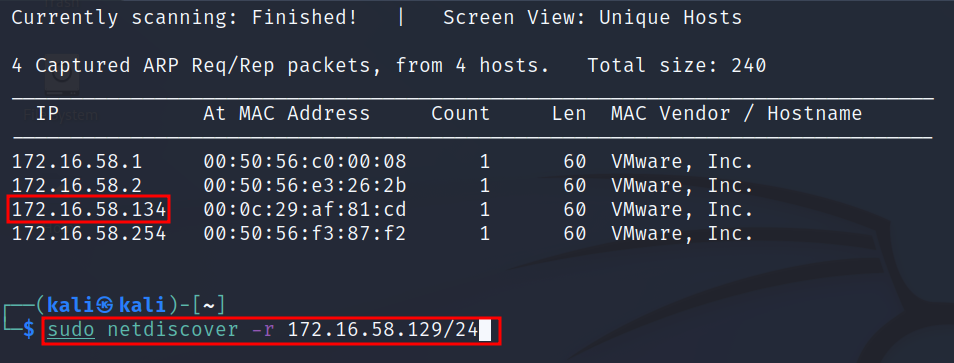 Currently scanning: Finished!   |   Screen View: Unique Hosts
4 Captured ARP Req/Rep packets, from 4 hosts.   Total size: 240
IP            At MAC Address     Count     Len  MAC Vendor / Hostname
172.16.58.1     00:50:56:c0:00:08      1      60  VMware, Inc.
172.16.58.2     00:50:56:e3:26:2b      1      60  VMware, Inc.
172.16.58.134   00:0c:29:af:81:cd      1      60  VMware, Inc.
172.16.58.254   00:50:56:f3:87:f2      1      60  VMware, Inc.
┌──(kali㉿kali)-[~]
└─$ sudo netdiscover -r 172.16.58.129/24